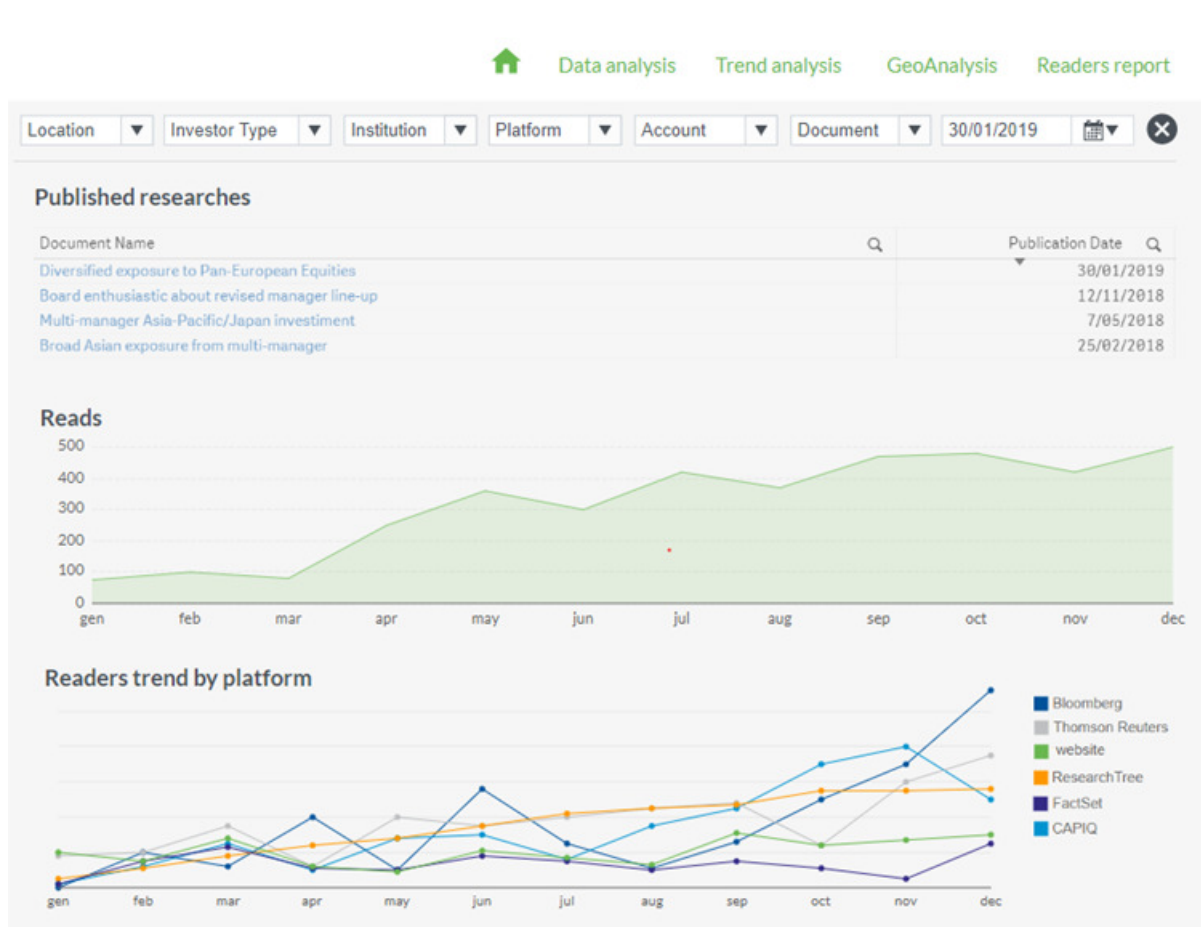 Data analysis Trend analysis GeoAnalysis Readers report
Location Investor Type Institution Platform Account Document 30/01/2019
Published researches
Document Name Publication Date
Diversified exposure to Pan-European Equities 30/01/2019
Board enthusiastic about revised manager line-up 12/11/2018
Multi-manager Asia-Pacific/Japan investiment 7/05/2018
Broad Asian exposure from multi-manager 25/02/2018
Reads
500
400
300
200
100
0
gen feb mar apr may jun jul aug sep oct nov dec
Readers trend by platform
Bloomberg
Thomson Reuters
website
ResearchTree
FactSet
CAPIQ
gen feb mar apr may jun jul aug sep oct nov dec